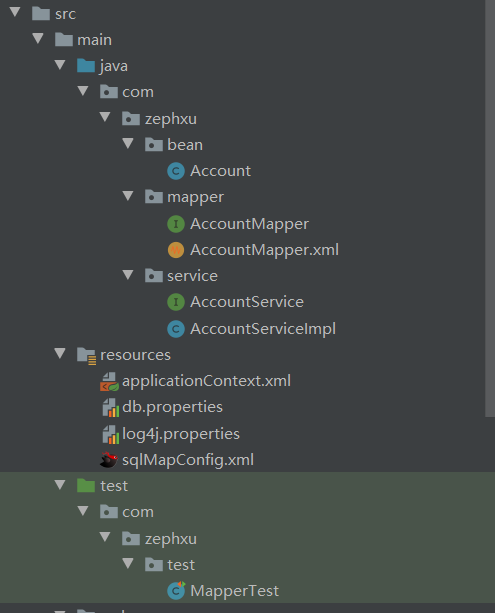 src
main
java
com
zephxu
bean
Account
mapper
AccountMapper
AccountMapper.xml
service
AccountService
AccountServiceImpl
resources
applicationContext.xml
db.properties
log4j.properties
sqlMapConfig.xml
test
com
zephxu
test
MapperTest